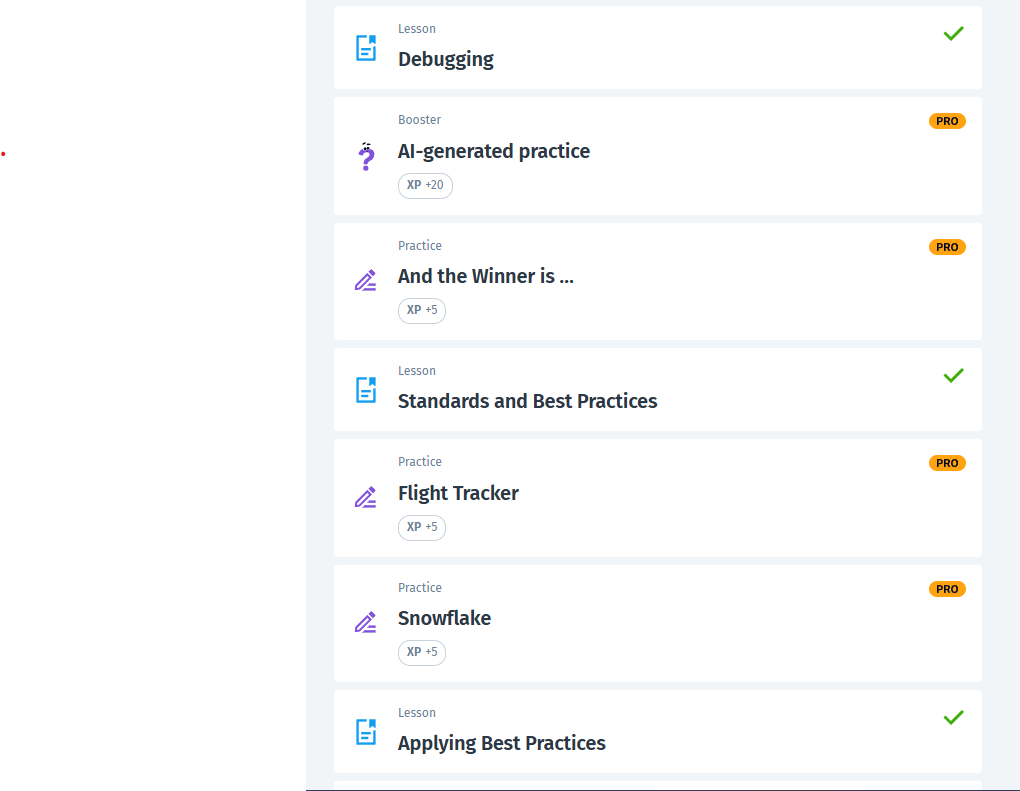 Lesson
Debugging
Booster
PRO
AI-generated practice
XP +20
Practice
PRO
And the Winner is ...
XP +5
Lesson
Standards and Best Practices
Practice
PRO
Flight Tracker
XP +5
Practice
PRO
Snowflake
XP +5
Lesson
Applying Best Practices